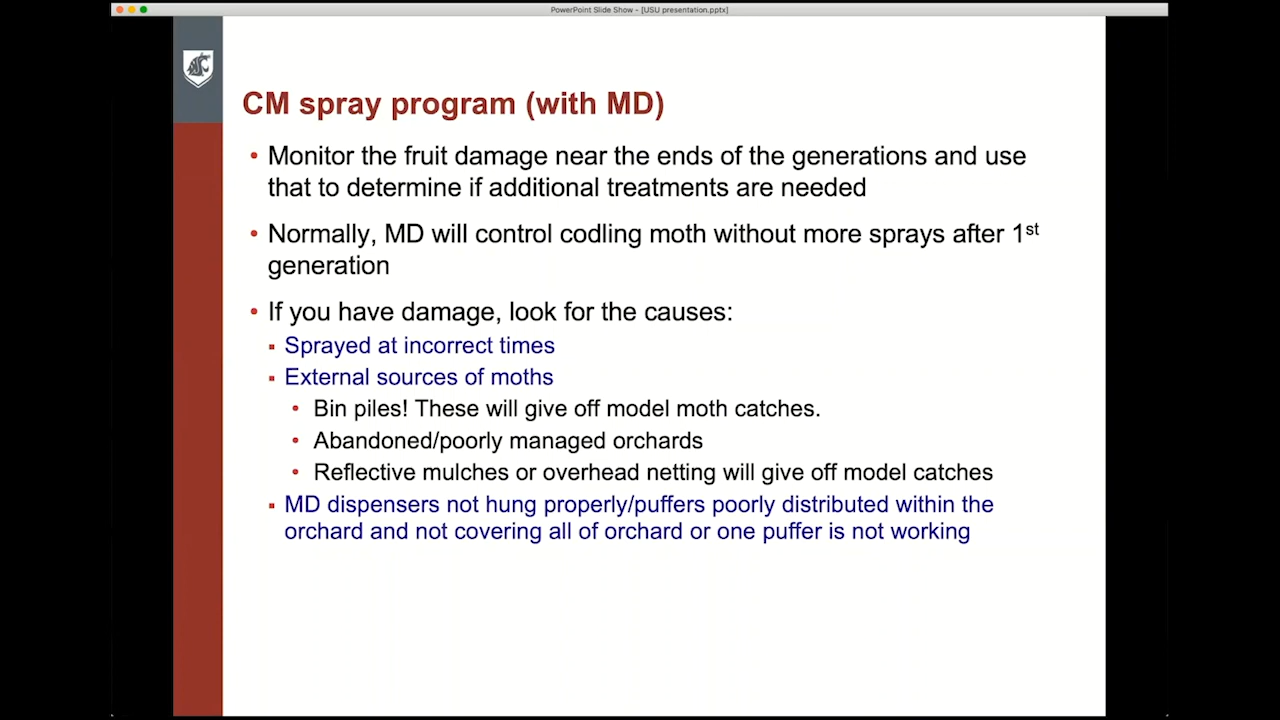 PowerPoint Slide Show - [USU presentation.pptx]
CM spray program (with MD)
• Monitor the fruit damage near the ends of the generations and use
that to determine if additional treatments are needed
• Normally, MD will control codling moth without more sprays after 1st
generation
• If you have damage, look for the causes:
▪ Sprayed at incorrect times
▪ External sources of moths
• Bin piles! These will give off model moth catches.
• Abandoned/poorly managed orchards
• Reflective mulches or overhead netting will give off model catches
▪ MD dispensers not hung properly/puffers poorly distributed within the
orchard and not covering all of orchard or one puffer is not working